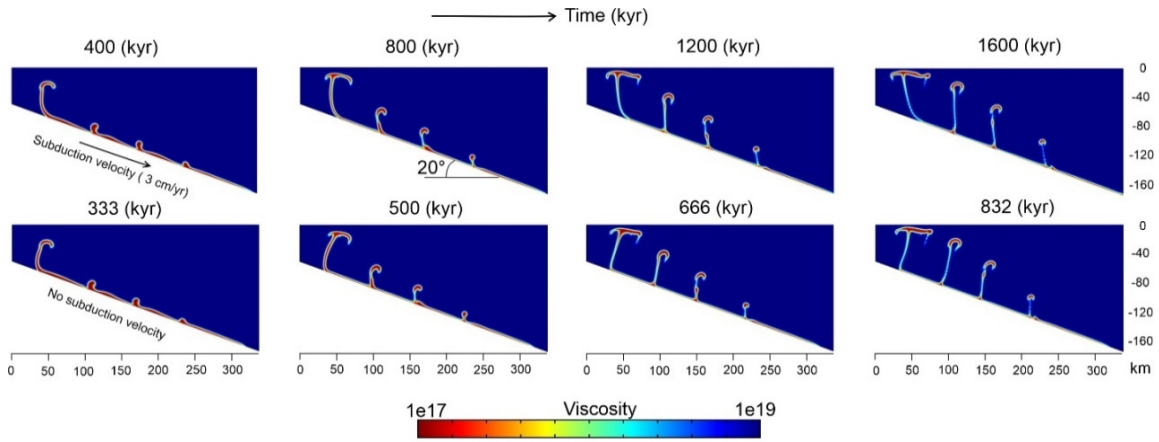 Time (kyr)
400 (kyr) 800 (kyr) 1200 (kyr) 1600 (kyr)
0
-40
-80
-120
-160
Subduction velocity ( 3 cm/yr)
20°
333 (kyr) 500 (kyr) 666 (kyr) 832 (kyr)
0
-40
-80
-120
-160
No subduction velocity
0 50 100 150 200 250 300 0 50 100 150 200 250 300 0 50 100 150 200 250 300 0 50 100 150 200 250 300 km
1e17 Viscosity 1e19